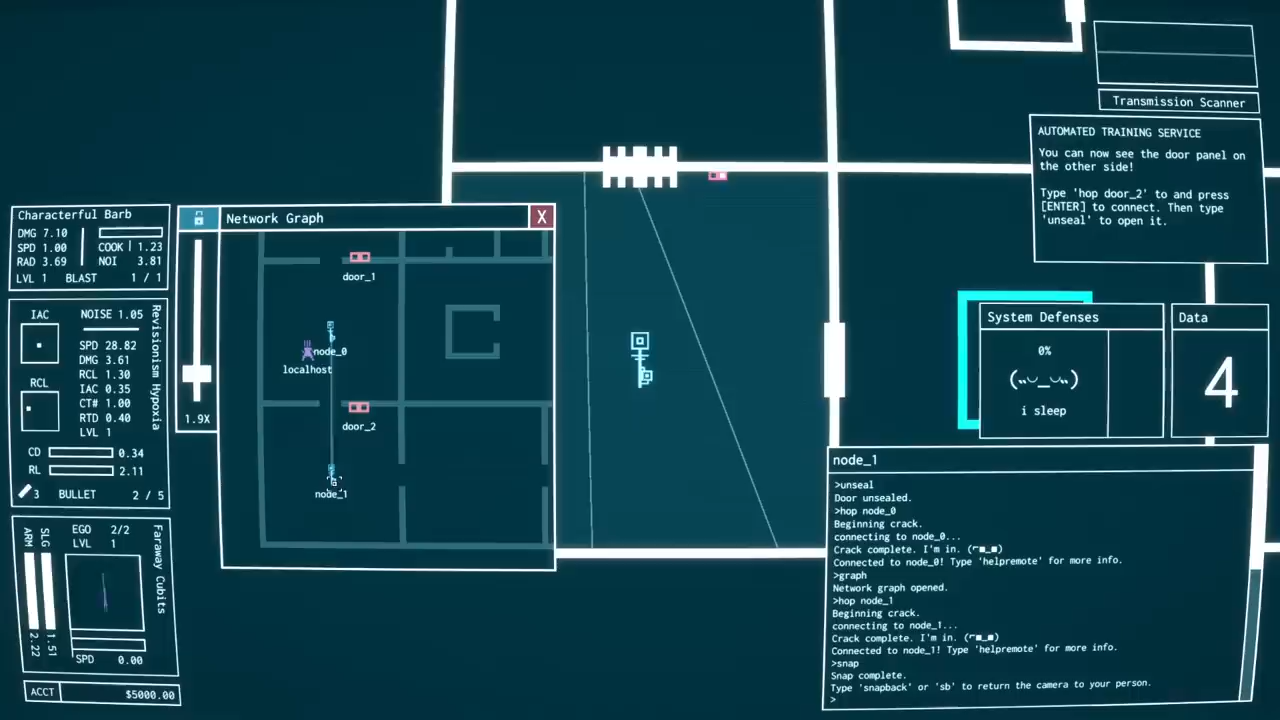 Transmission Scanner
AUTOMATED TRAINING SERVICE
You can now see the door panel on
the other side!
Type 'hop door_2' to and press
[ENTER] to connect. Then type
'unseal' to open it.
Characterful Barb
DMG 7.10
SPD 1.00
COOK 1.23
RAD 3.69
NOI 3.81
LVL 1
BLAST
1 / 1
Network Graph
X
door_1
node_0
localhost
door_2
node_1
1.9X
IAC
NOISE 1.05
SPD 28.82
DMG 3.61
RCL
RCL 1.30
IAC 0.35
CT# 1.00
RTD 0.40
LVL 1
Revisionism Hypoxia
CD 0.34
RL 2.11
3 BULLET 2 / 5
ARM
SLG
EGO 2/2
LVL 1
Faraway Cubits
2.22
1.51
SPD 0.00
ACCT $5000.00
System Defenses
0%
i sleep
Data
4
node_1
>unseal
Door unsealed.
>hop node_0
Beginning crack.
connecting to node_0...
Crack complete. I'm in. (⌐■_■)
Connected to node_0! Type 'helpremote' for more info.
>graph
Network graph opened.
>hop node_1
Beginning crack.
connecting to node_1...
Crack complete. I'm in. (⌐■_■)
Connected to node_1! Type 'helpremote' for more info.
>snap
Snap complete.
Type 'snapback' or 'sb' to return the camera to your person.
>